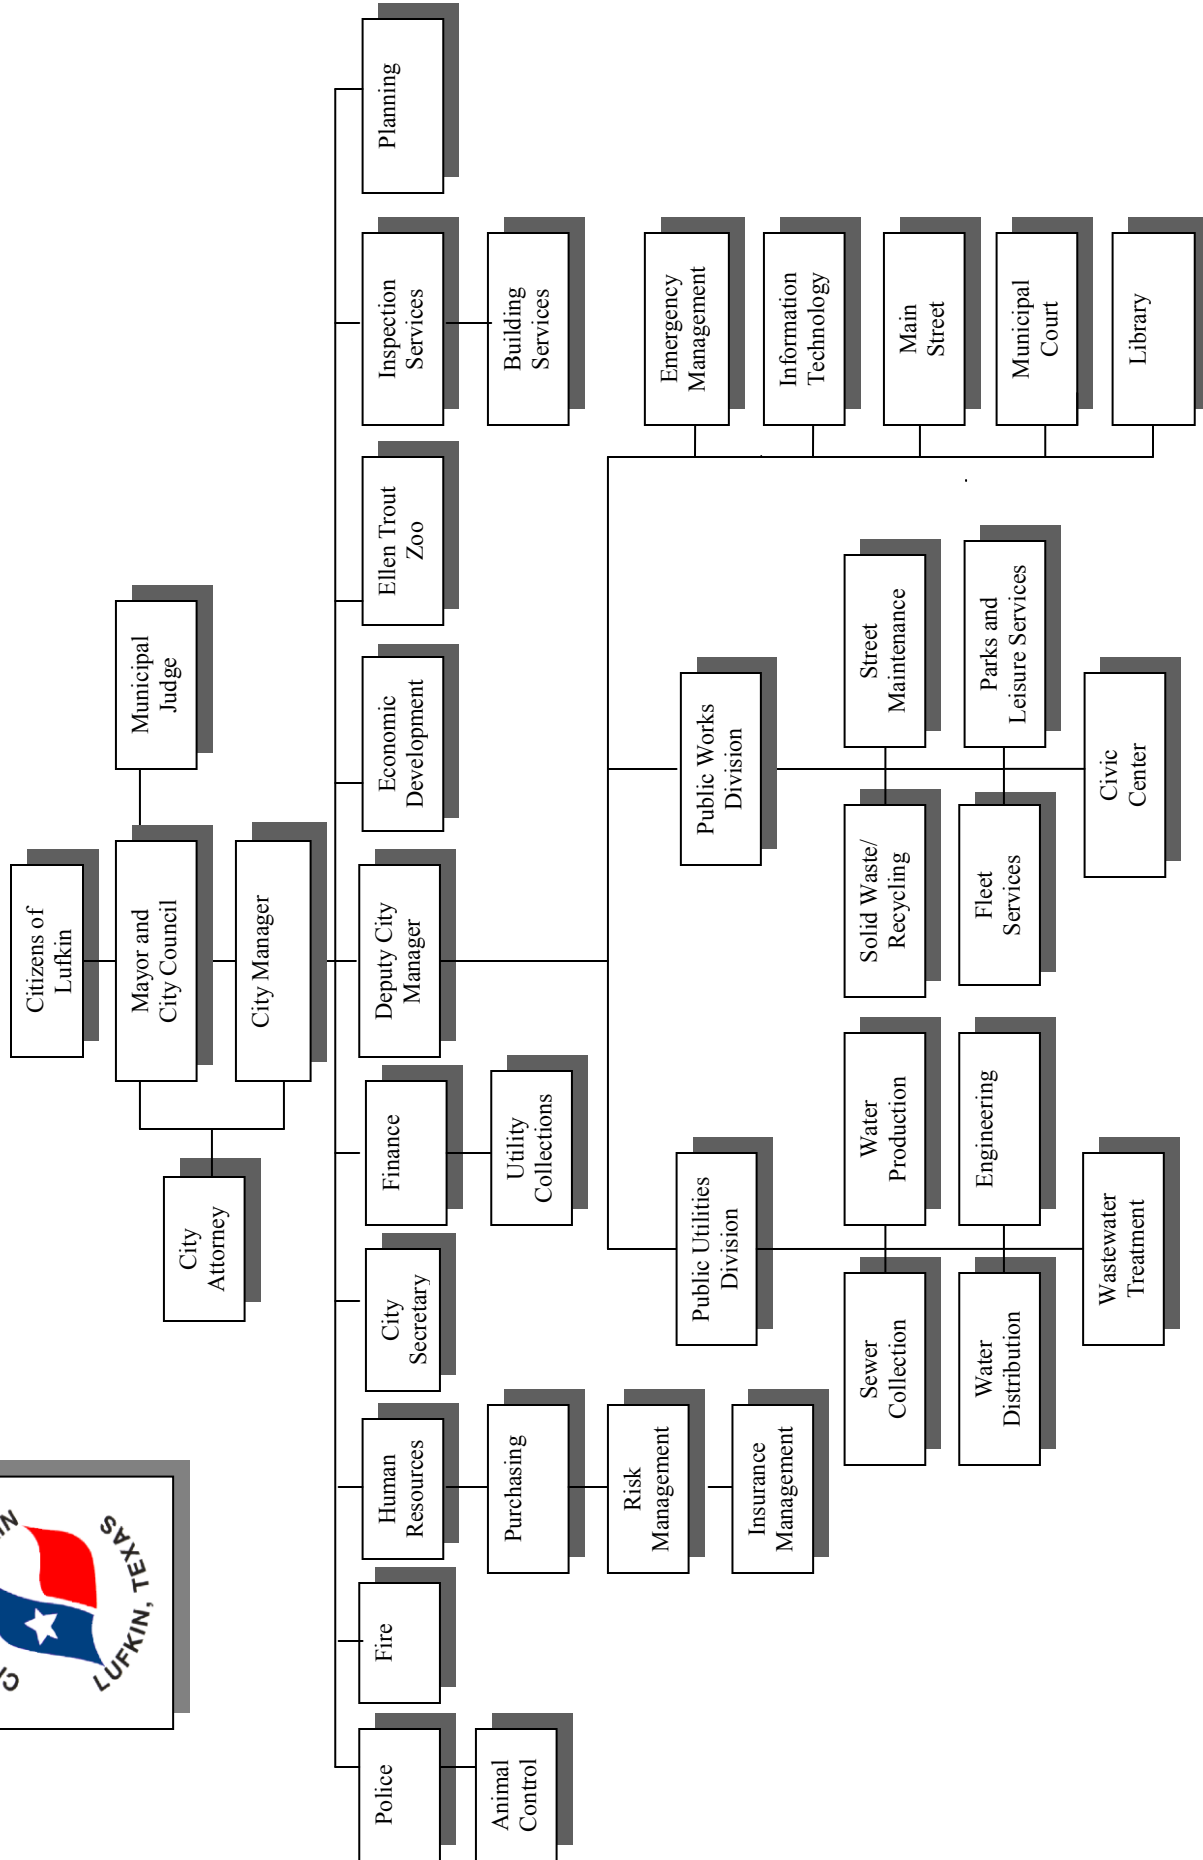 LUFKIN, TEXAS
Citizens of
Lufkin
Mayor and
City Council
Municipal
Judge
City
Attorney
City Manager
Police
Fire
Human
Resources
City
Secretary
Finance
Deputy City
Manager
Economic
Development
Ellen Trout
Zoo
Inspection
Services
Planning
Animal
Control
Purchasing
Utility
Collections
Building
Services
Risk
Management
Insurance
Management
Public Utilities
Division
Public Works
Division
Emergency
Management
Information
Technology
Main
Street
Municipal
Court
Library
Sewer
Collection
Water
Production
Solid Waste/
Recycling
Street
Maintenance
Water
Distribution
Engineering
Fleet
Services
Parks and
Leisure Services
Wastewater
Treatment
Civic
Center